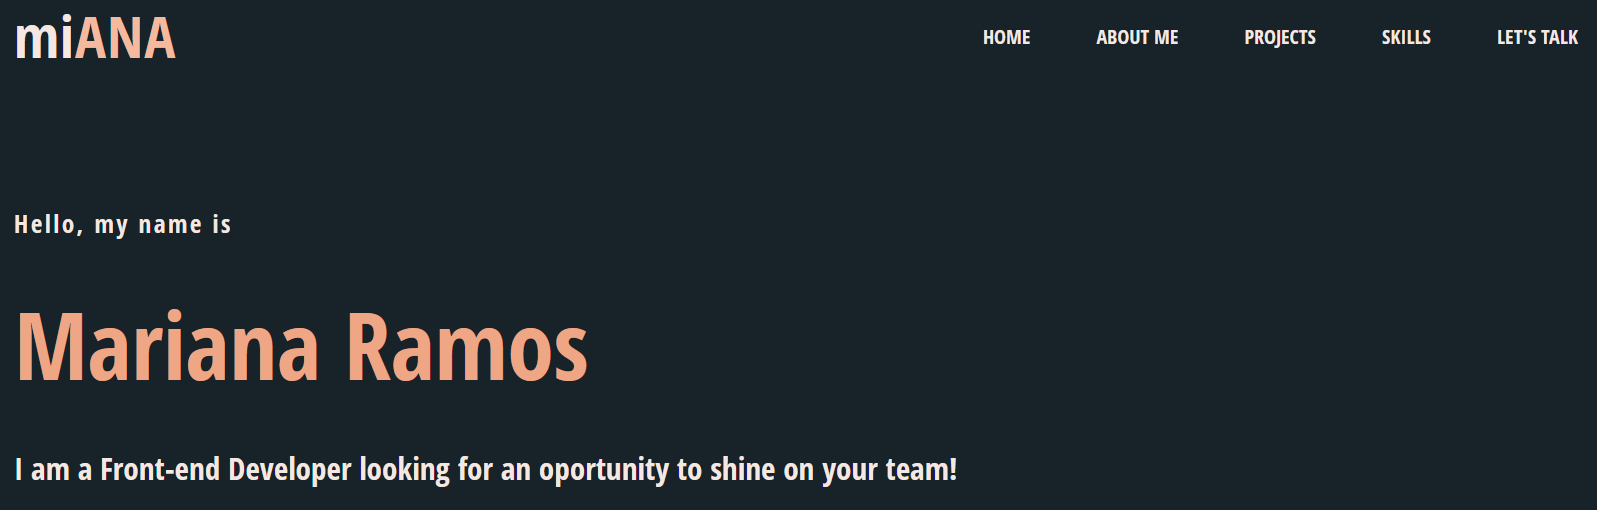 miANA HOME ABOUT ME PROJECTS SKILLS LET'S TALK
Hello, my name is
Mariana Ramos
I am a Front-end Developer looking for an oportunity to shine on your team!